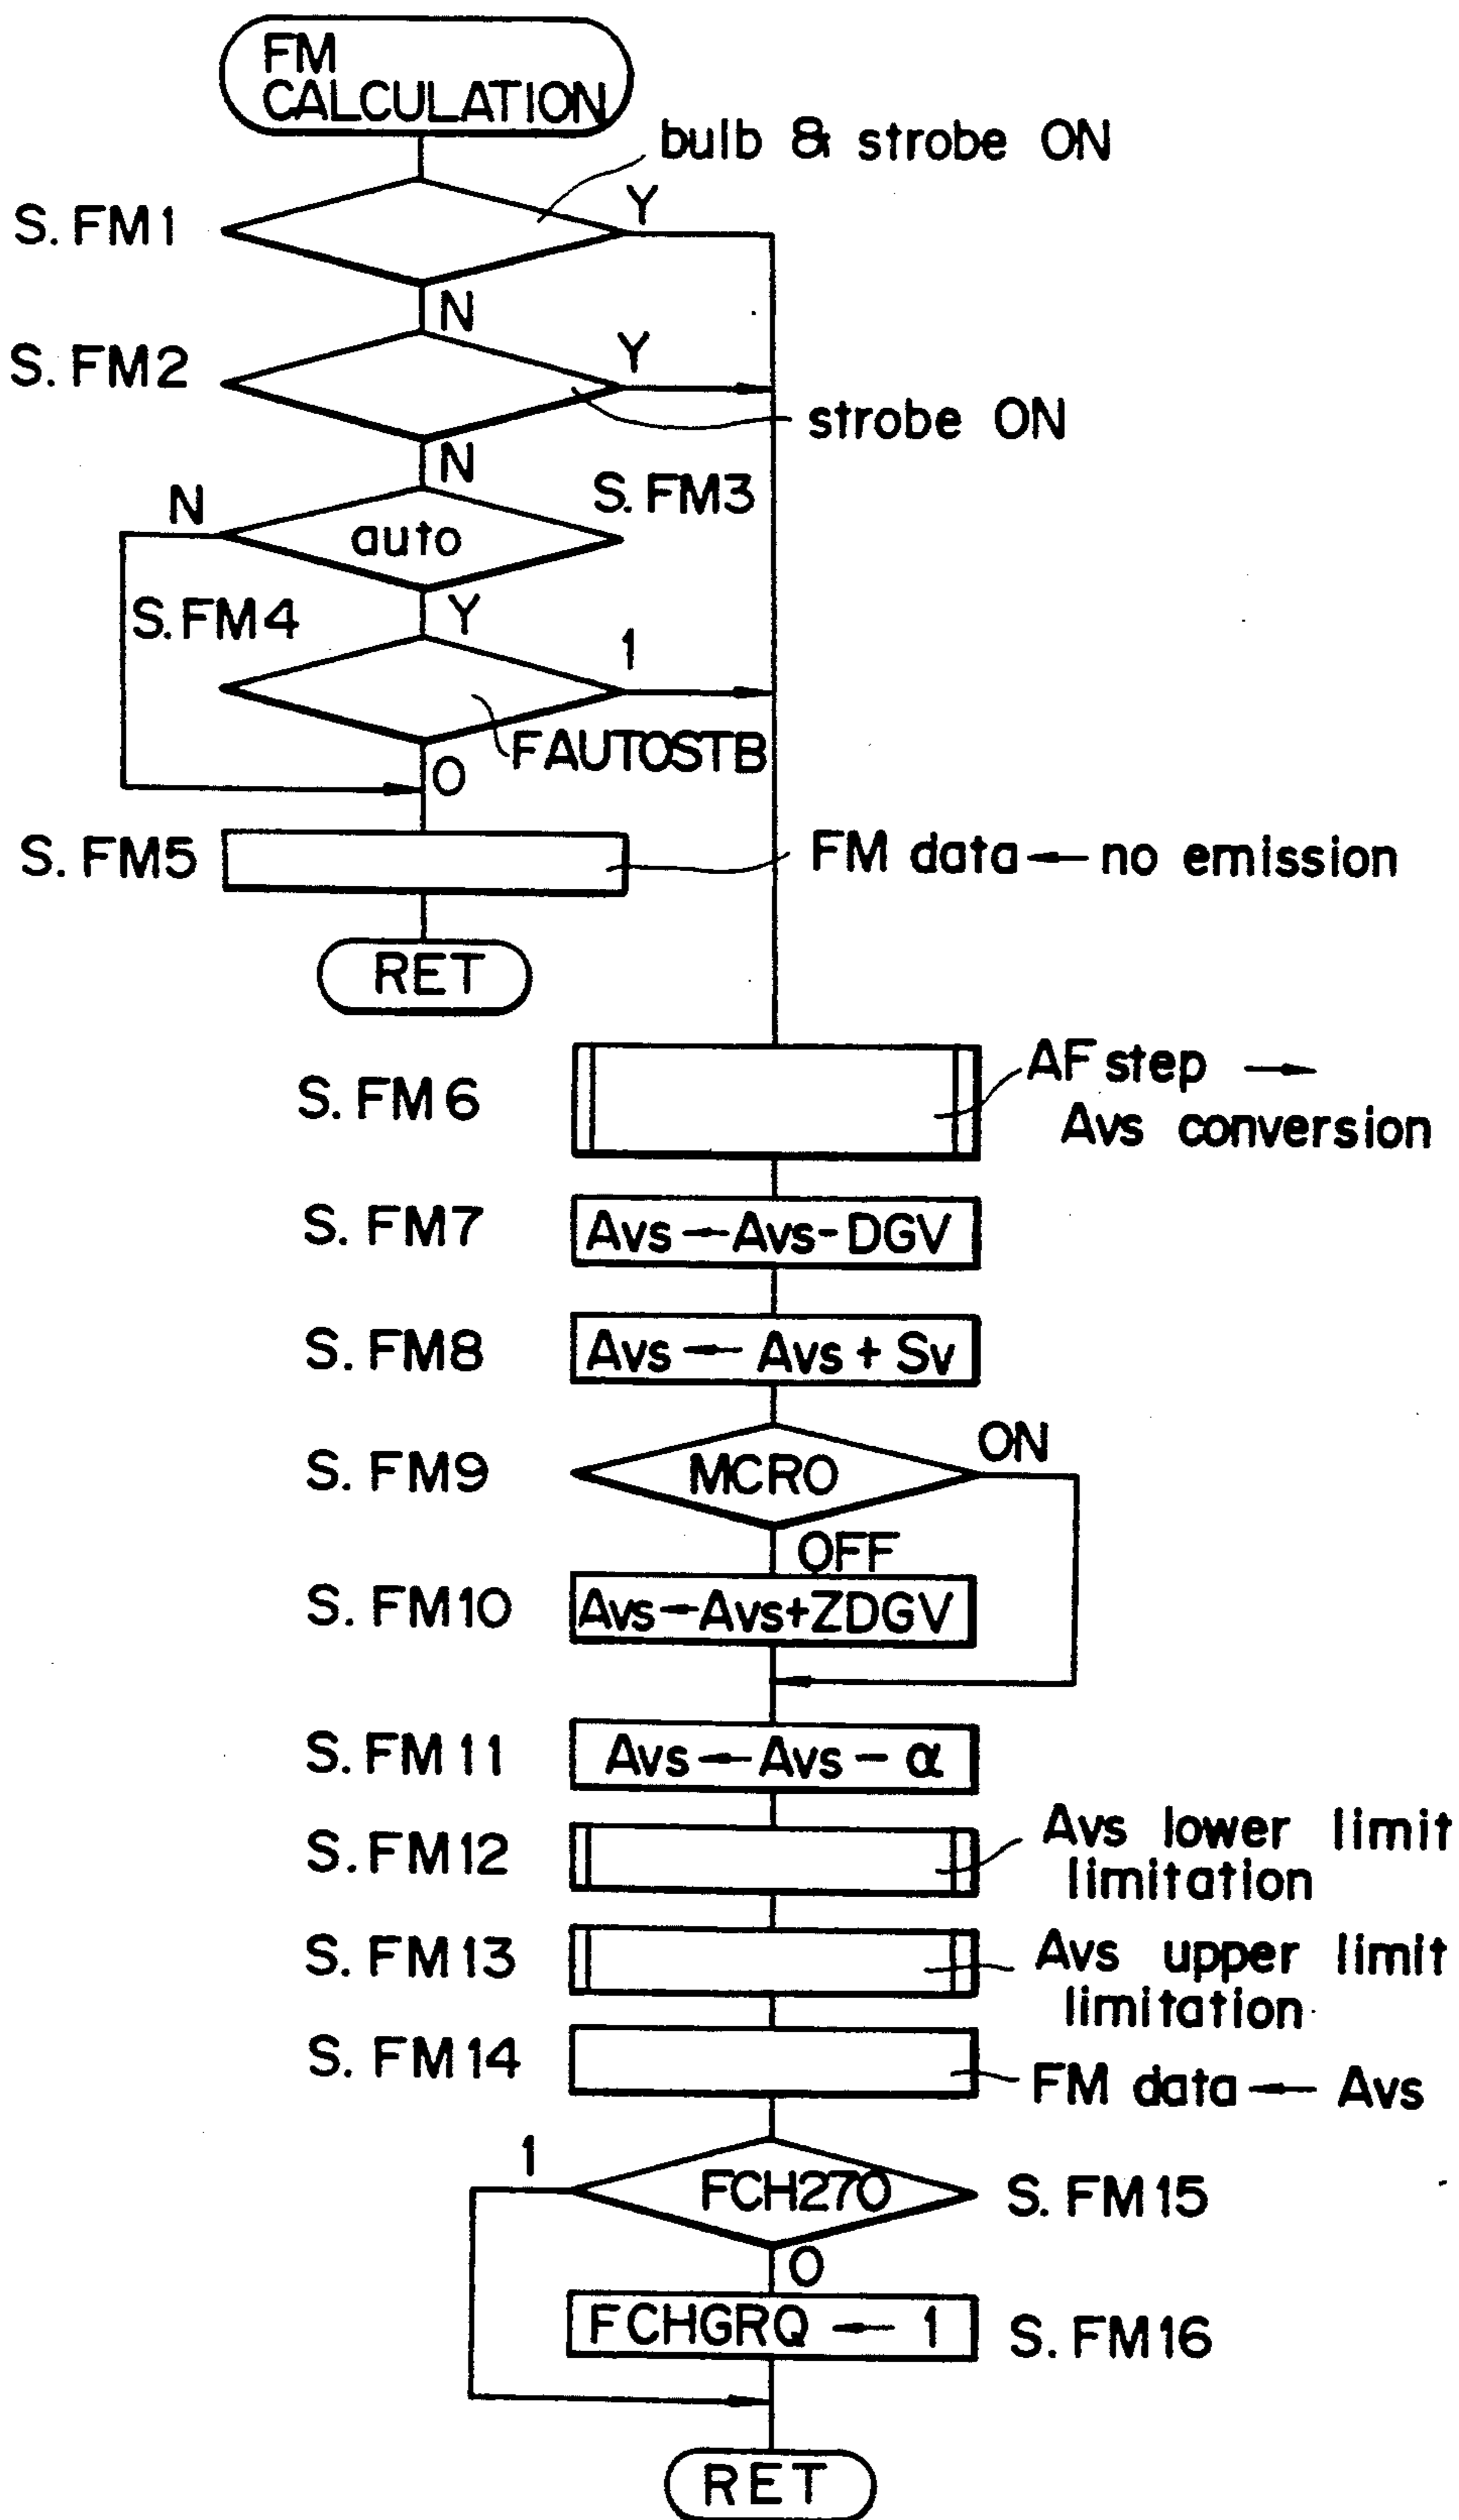 FM
CALCULATION
bulb & strobe ON
S. FM1
Y
N
S. FM2
Y
strobe ON
N
S. FM3
N
auto
S. FM4
Y
1
FAUTOSTB
0
S. FM5
FM data ← no emission
RET
S. FM6
AF step →
Avs conversion
S. FM7
Avs ← Avs - DGV
S. FM8
Avs ← Avs + Sv
S. FM9
MCRO
ON
OFF
S. FM10
Avs ← Avs + ZDGV
S. FM11
Avs ← Avs - α
S. FM12
Avs lower limit
limitation
S. FM13
Avs upper limit
limitation
S. FM14
FM data ← Avs
1
FCH270
S. FM15
0
FCHGRQ ← 1
S. FM16
RET